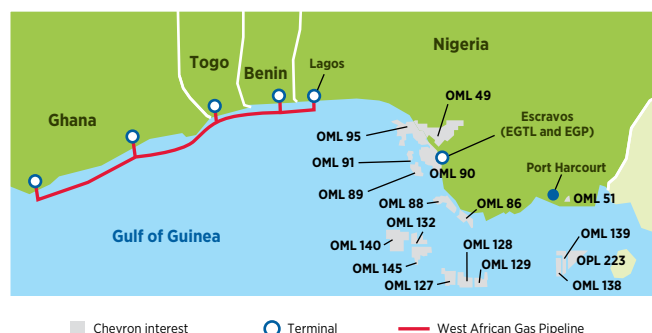 Nigeria
Togo
Benin
Lagos
Ghana
OML 49
OML 95
Escravos
(EGTL and EGP)
OML 91
OML 90
Port Harcourt
OML 89
OML 88
OML 86
OML 51
OML 132
Gulf of Guinea
OML 140
OML 128
OML 139
OML 145
OML 129
OPL 223
OML 127
OML 138
Chevron interest
Terminal
West African Gas Pipeline